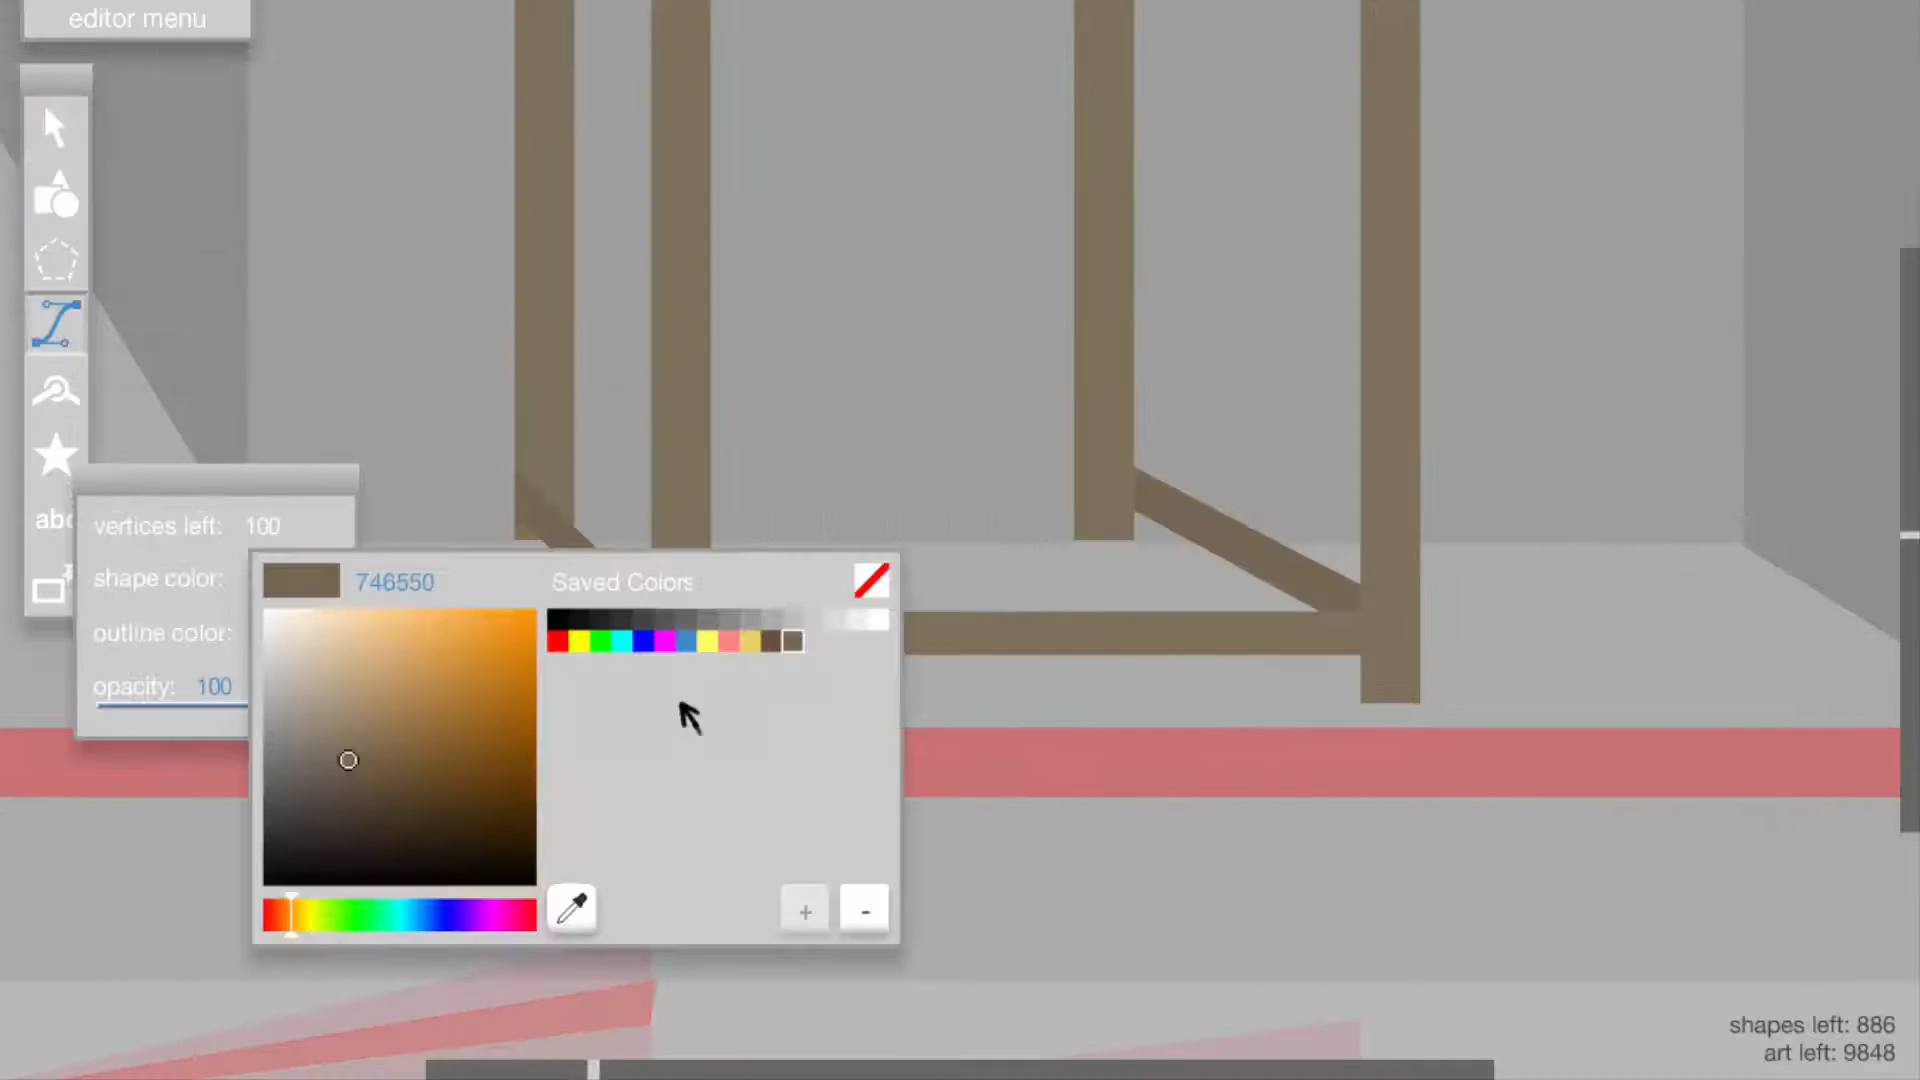 editor menu
abc
vertices left: 100
shape color:
outline color:
opacity: 100
746550
Saved Colors
+
-
shapes left: 886
art left: 9848